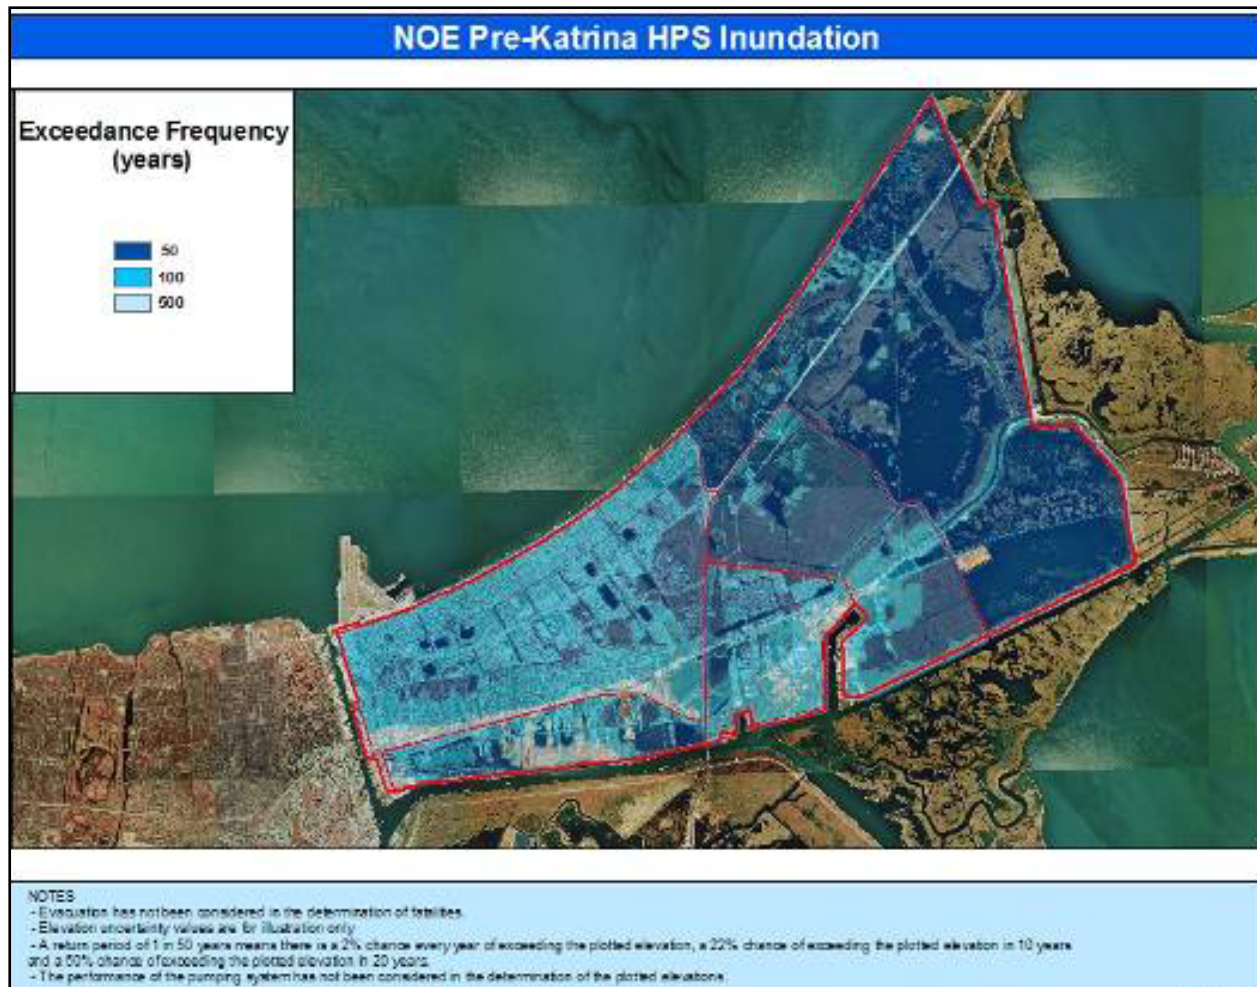 NOE Pre-Katrina HPS Inundation
Exceedance Frequency
(years)
50
100
500
NOTES
- Evacuation has not been considered in the determination of fatalities.
- Elevation uncertainty values are for illustration only
- A return period of 1 in 50 years means there is a 2% chance every year of exceeding the plotted elevation, a 22% chance of exceeding the plotted elevation in 10 years
and a 50% chance of exceeding the plotted elevation in 20 years.
- The performance of the pumping system has not been considered in the determination of the plotted elevations.